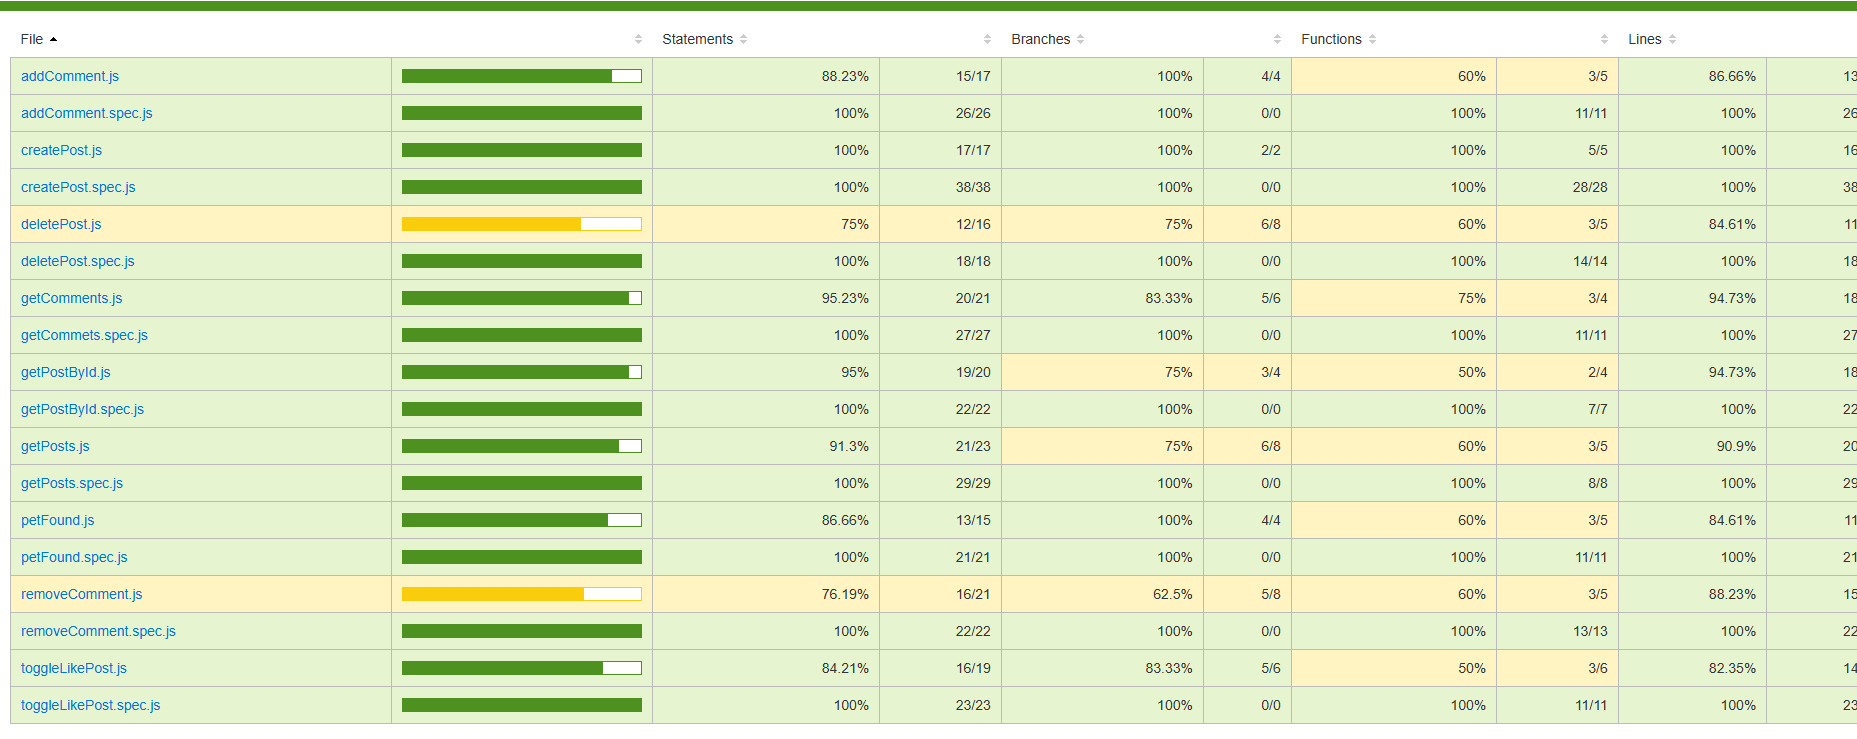 File Statements Branches Functions Lines
addComment.js 88.23% 15/17 100% 4/4 60% 3/5 86.66% 13
addComment.spec.js 100% 26/26 100% 0/0 100% 11/11 100% 26
createPost.js 100% 17/17 100% 2/2 100% 5/5 100% 16
createPost.spec.js 100% 38/38 100% 0/0 100% 28/28 100% 38
deletePost.js 75% 12/16 75% 6/8 60% 3/5 84.61% 11
deletePost.spec.js 100% 18/18 100% 0/0 100% 14/14 100% 18
getComments.js 95.23% 20/21 83.33% 5/6 75% 3/4 94.73% 18
getCommets.spec.js 100% 27/27 100% 0/0 100% 11/11 100% 27
getPostById.js 95% 19/20 75% 3/4 50% 2/4 94.73% 18
getPostById.spec.js 100% 22/22 100% 0/0 100% 7/7 100% 22
getPosts.js 91.3% 21/23 75% 6/8 60% 3/5 90.9% 20
getPosts.spec.js 100% 29/29 100% 0/0 100% 8/8 100% 29
petFound.js 86.66% 13/15 100% 4/4 60% 3/5 84.61% 11
petFound.spec.js 100% 21/21 100% 0/0 100% 11/11 100% 21
removeComment.js 76.19% 16/21 62.5% 5/8 60% 3/5 88.23% 15
removeComment.spec.js 100% 22/22 100% 0/0 100% 13/13 100% 22
toggleLikePost.js 84.21% 16/19 83.33% 5/6 50% 3/6 82.35% 14
toggleLikePost.spec.js 100% 23/23 100% 0/0 100% 11/11 100% 23